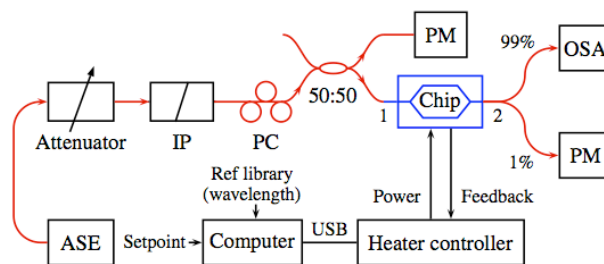 PM
99%
OSA
Attenuator
IP
PC
50:50
1
Chip
2
1%
PM
Ref library
(wavelength)
Power
Feedback
ASE
Setpoint
Computer
USB
Heater controller